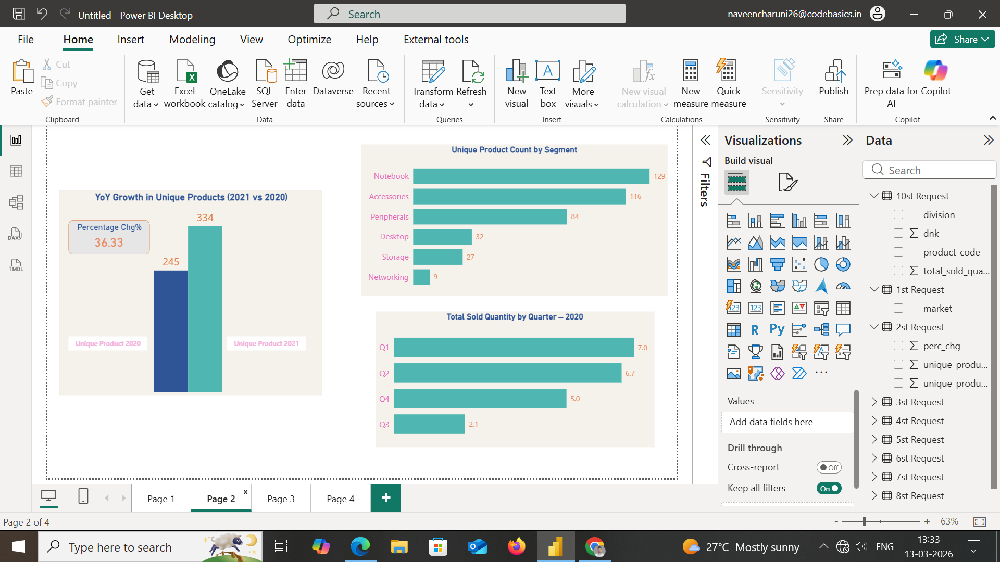 Untitled - Power BI Desktop
Search
naveencharuni26@codebasics.in
File
Home
Insert
Modeling
View
Optimize
Help
External tools
Share
Paste
Cut
Copy
Format painter
Clipboard
Get data
Excel workbook
OneLake catalog
SQL Server
Enter data
Dataverse
Recent sources
Data
Transform data
Refresh
Queries
New visual
Text box
More visuals
Insert
New visual calculation
New measure
Quick measure
Calculations
Sensitivity
Sensitivity
Publish
Share
Prep data for AI
Copilot
Copilot
DAX
TMDL
YoY Growth in Unique Products (2021 vs 2020)
Percentage Chg%
36.33
334
245
Unique Product 2020
Unique Product 2021
Unique Product Count by Segment
Notebook 129
Accessories 116
Peripherals 84
Desktop 32
Storage 27
Networking 9
Total Sold Quantity by Quarter – 2020
Q1 7.0
Q2 6.7
Q4 5.0
Q3 2.1
Filters
Visualizations
Build visual
123
123
R
Py
Values
Add data fields here
Drill through
Cross-report
Off
Keep all filters
On
Data
Search
10st Request
division
dnk
product_code
total_sold_qua...
1st Request
market
2st Request
perc_chg
unique_produ...
unique_produ...
3st Request
4st Request
5st Request
6st Request
7st Request
8st Request
Page 1
Page 2
x
Page 3
Page 4
+
Page 2 of 4
- + 63%
Type here to search
27°C Mostly sunny
ENG
13:33
13-03-2026